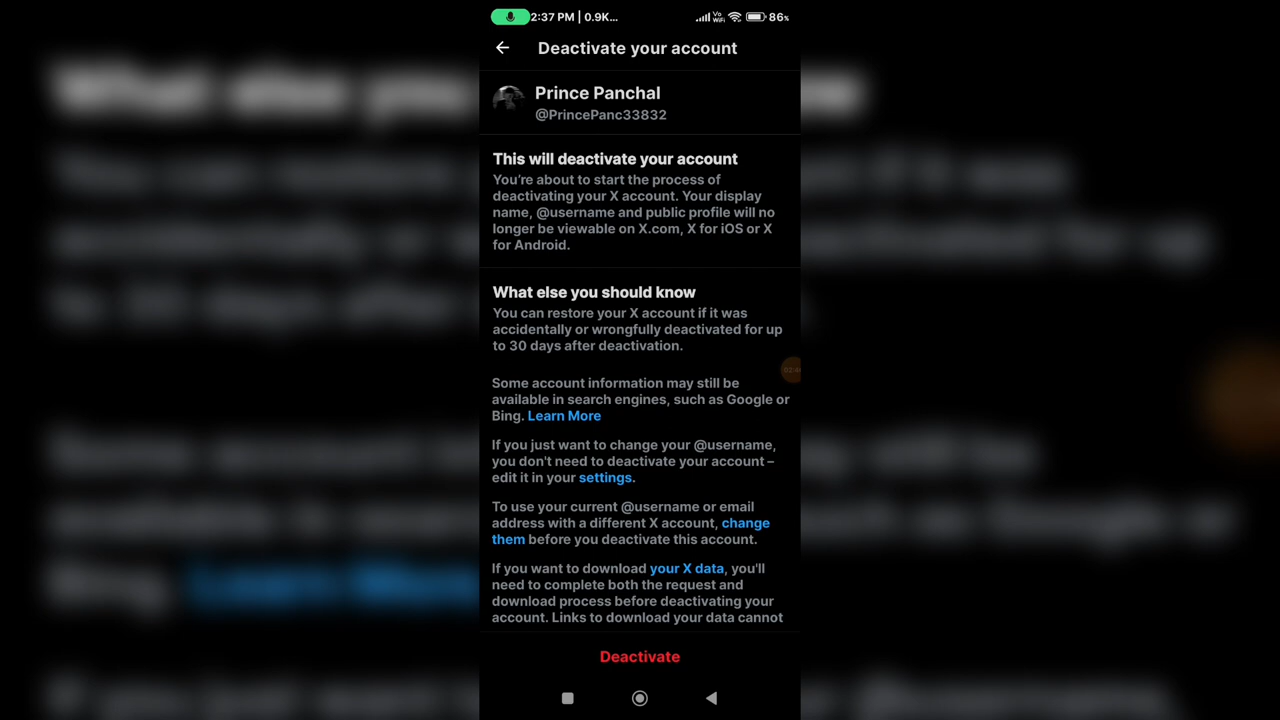 2:37 PM | 0.9K... Vo WiFi 86%
Deactivate your account
Prince Panchal
@PrincePanc33832
This will deactivate your account
You're about to start the process of
deactivating your X account. Your display
name, @username and public profile will no
longer be viewable on X.com, X for iOS or X
for Android.
What else you should know
You can restore your X account if it was
accidentally or wrongfully deactivated for up
to 30 days after deactivation.
Some account information may still be
available in search engines, such as Google or
Bing. Learn More
If you just want to change your @username,
you don't need to deactivate your account –
edit it in your settings.
To use your current @username or email
address with a different X account, change
them before you deactivate this account.
If you want to download your X data, you'll
need to complete both the request and
download process before deactivating your
account. Links to download your data cannot
Deactivate